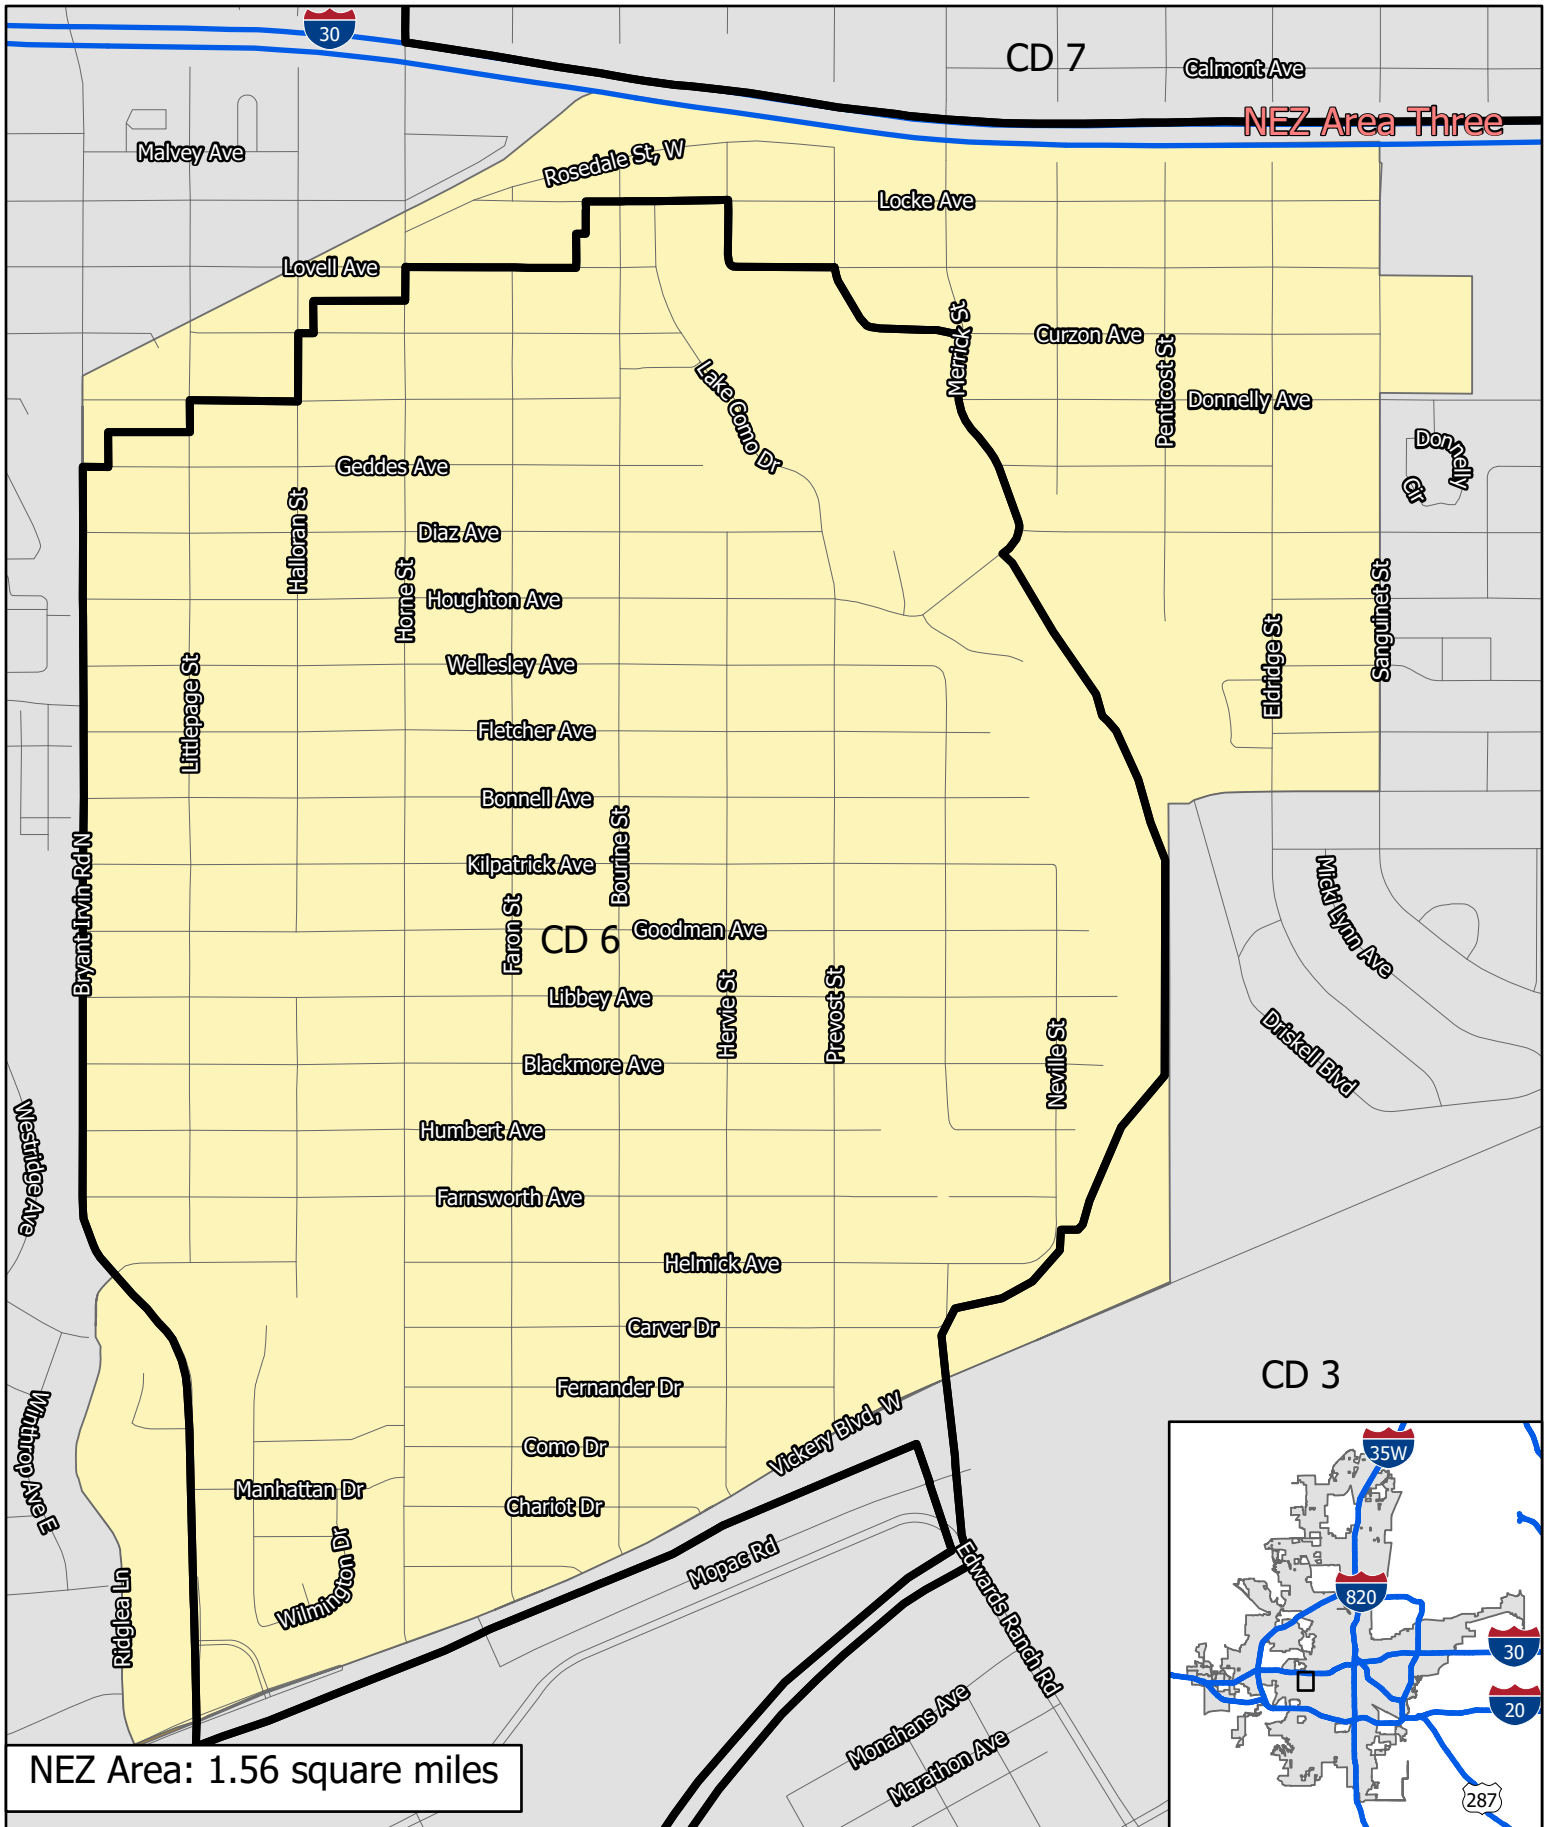 30
CD 7
Calmont Ave
NEZ Area Three
Malvey Ave
Rosedale St, W
Locke Ave
Lovell Ave
Merrick St
Curzon Ave
Penticost St
Lake Como Dr
Donnelly Ave
Donnelly Cir
Geddes Ave
Halloran St
Diaz Ave
Horne St
Houghton Ave
Sanguinet St
Eldridge St
Littlepage St
Wellesley Ave
Fletcher Ave
Bonnell Ave
Bourine St
Bryant Irvin Rd N
Kilpatrick Ave
Micki Lynn Ave
Faron St
CD 6
Goodman Ave
Hervie St
Prevost St
Libbey Ave
Neville St
Driskell Blvd
Blackmore Ave
Westridge Ave
Humbert Ave
Farnsworth Ave
Helmick Ave
Carver Dr
CD 3
Fernander Dr
Winthrop Ave E
Vickery Blvd, W
Como Dr
35W
Manhattan Dr
Chariot Dr
Wilmington Dr
Mopac Rd
Edwards Ranch Rd
Ridglea Ln
820
30
Monahans Ave
20
Marathon Ave
NEZ Area: 1.56 square miles
287